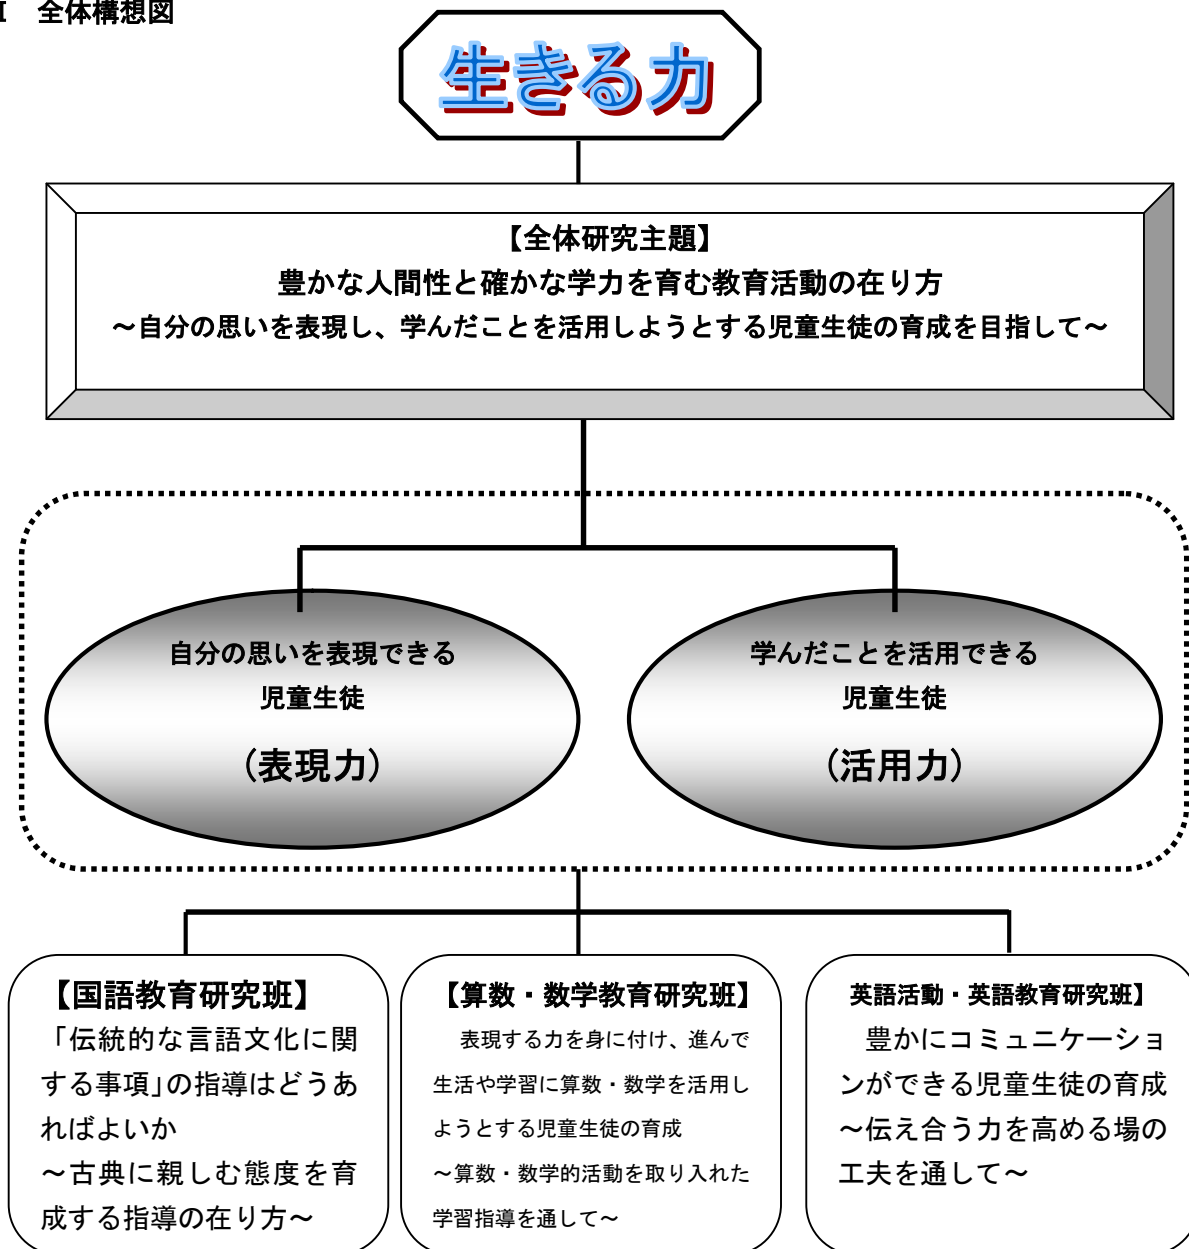 Ⅰ 全体構想図
生きる力
【全体研究主題】
豊かな人間性と確かな学力を育む教育活動の在り方
～自分の思いを表現し、学んだことを活用しようとする児童生徒の育成を目指して～
自分の思いを表現できる
児童生徒
（表現力）
学んだことを活用できる
児童生徒
（活用力）
【国語教育研究班】
「伝統的な言語文化に関
する事項」の指導はどうあ
ればよいか
～古典に親しむ態度を育
成する指導の在り方～
【算数・数学教育研究班】
表現する力を身に付け、進んで
生活や学習に算数・数学を活用し
ようとする児童生徒の育成
～算数・数学的活動を取り入れた
学習指導を通して～
英語活動・英語教育研究班】
豊かにコミュニケーショ
ンができる児童生徒の育成
～伝え合う力を高める場の
工夫を通して～